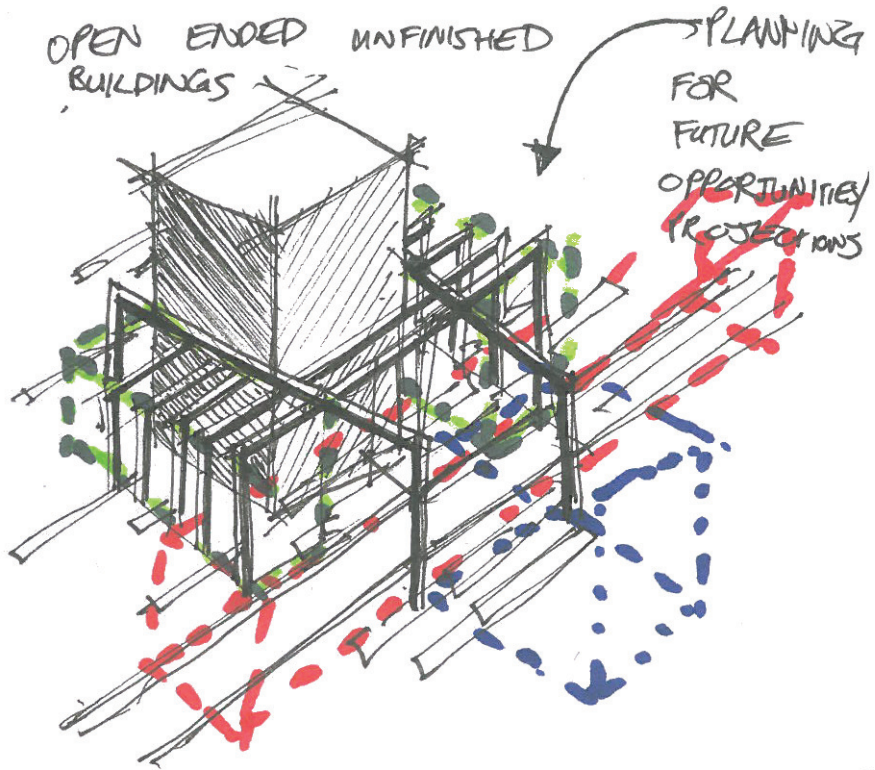 OPEN ENDED UNFINISHED
BUILDINGS
PLANNING
FOR
FUTURE
OPPORTUNITIES/
PROJECTIONS